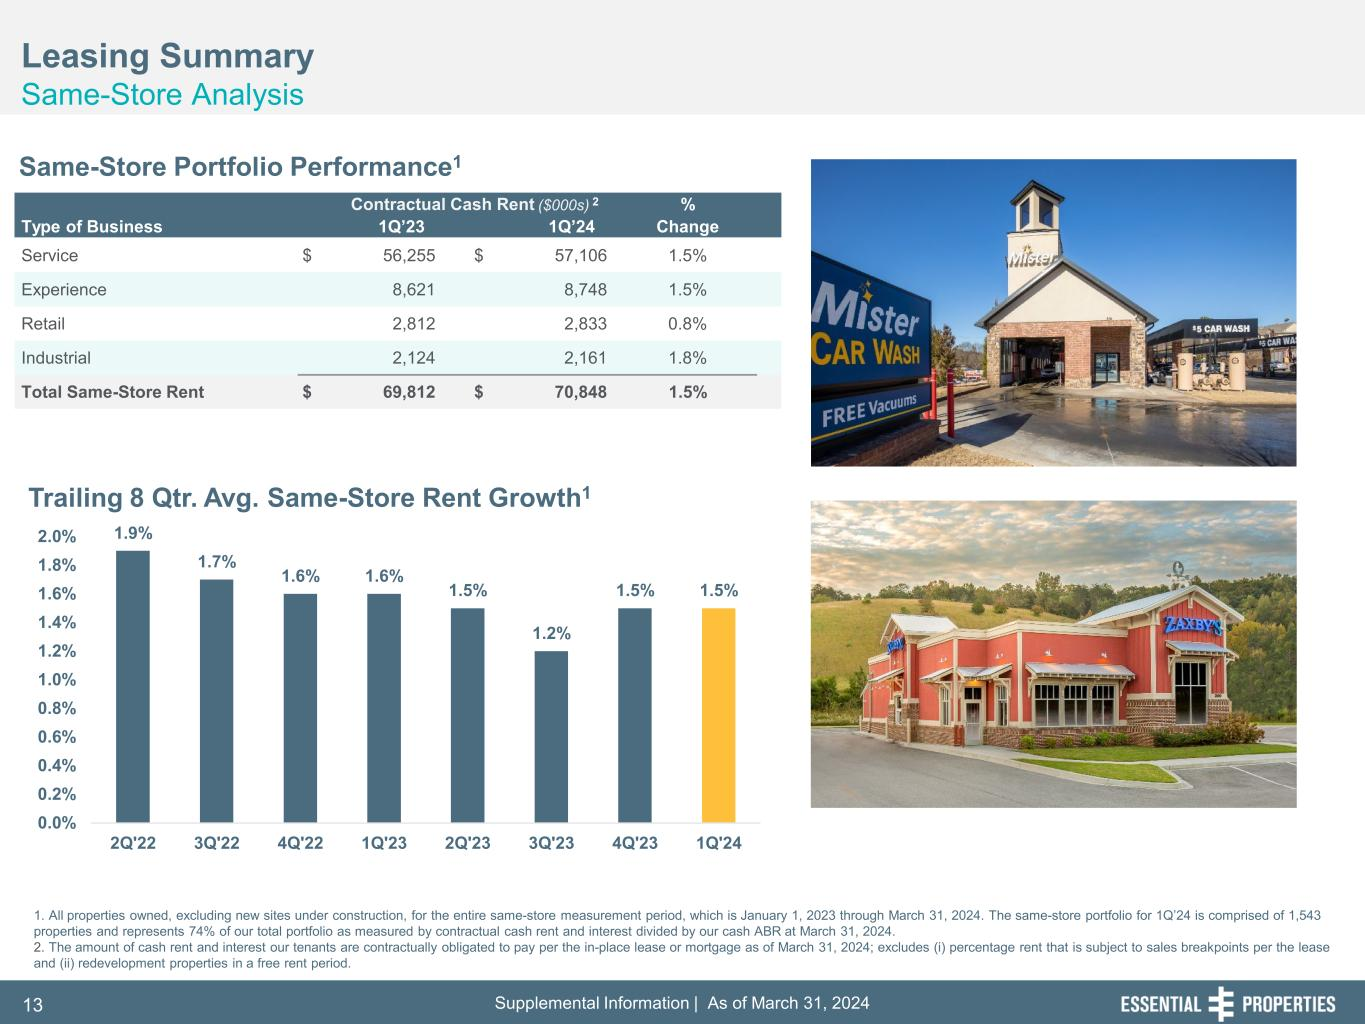 Leasing Summary
Same-Store Analysis
Same-Store Portfolio Performance1
Contractual Cash Rent ($000s) 2 %
Type of Business 1Q’23 1Q’24 Change
Service $ 56,255 $ 57,106 1.5%
Experience 8,621 8,748 1.5%
Retail 2,812 2,833 0.8%
Industrial 2,124 2,161 1.8%
Total Same-Store Rent $ 69,812 $ 70,848 1.5%
Mister
Mister
CAR WASH
FREE Vacuums
$5 CAR WASH
$5 CAR WA
Trailing 8 Qtr. Avg. Same-Store Rent Growth1
2.0%
1.8%
1.6%
1.4%
1.2%
1.0%
0.8%
0.6%
0.4%
0.2%
0.0%
1.9%
1.7%
1.6%
1.6%
1.5%
1.2%
1.5%
1.5%
2Q'22 3Q'22 4Q'22 1Q'23 2Q'23 3Q'23 4Q'23 1Q'24
ZAXBY'S
1. All properties owned, excluding new sites under construction, for the entire same-store measurement period, which is January 1, 2023 through March 31, 2024. The same-store portfolio for 1Q’24 is comprised of 1,543
properties and represents 74% of our total portfolio as measured by contractual cash rent and interest divided by our cash ABR at March 31, 2024.
2. The amount of cash rent and interest our tenants are contractually obligated to pay per the in-place lease or mortgage as of March 31, 2024; excludes (i) percentage rent that is subject to sales breakpoints per the lease
and (ii) redevelopment properties in a free rent period.
13
Supplemental Information | As of March 31, 2024
ESSENTIAL PROPERTIES